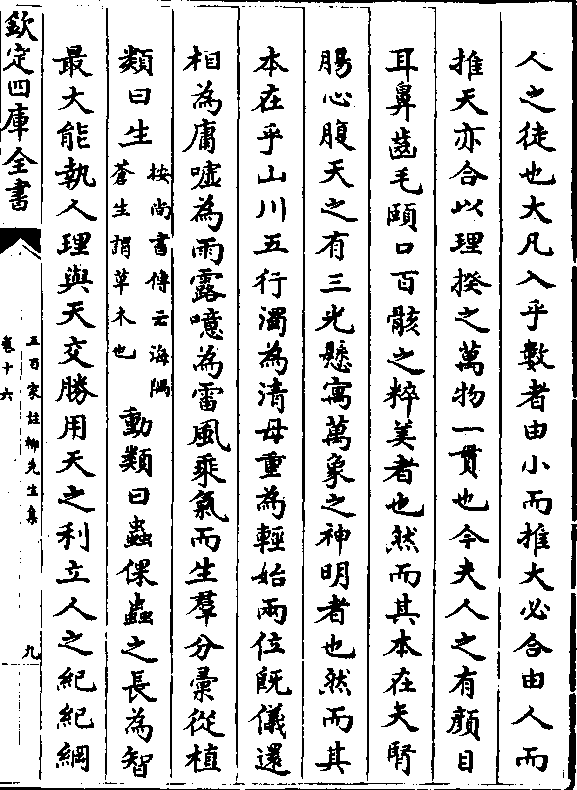 人之徒也大凡入乎數者由小而推大必合由人而
推天亦合以理揆之萬物一貫也今夫人之有顔目
耳鼻齒毛頤口百骸之粹美者也然而其本在夫腎
腸心腹天之有三光懸寓萬象之神明者也然而其
本在乎山川五行濁為清母重為輕始兩位既儀還
相為庸噓為雨露噫為雷風乘氣而生羣分彚從植
類曰生按尚書傳云海隅蒼生謂草木也動類曰蟲倮蟲之長為智
最大能執人理與天交勝用天之利立人之紀紀綱
欽定四庫全書
五百家註柳先生集
卷十六
九